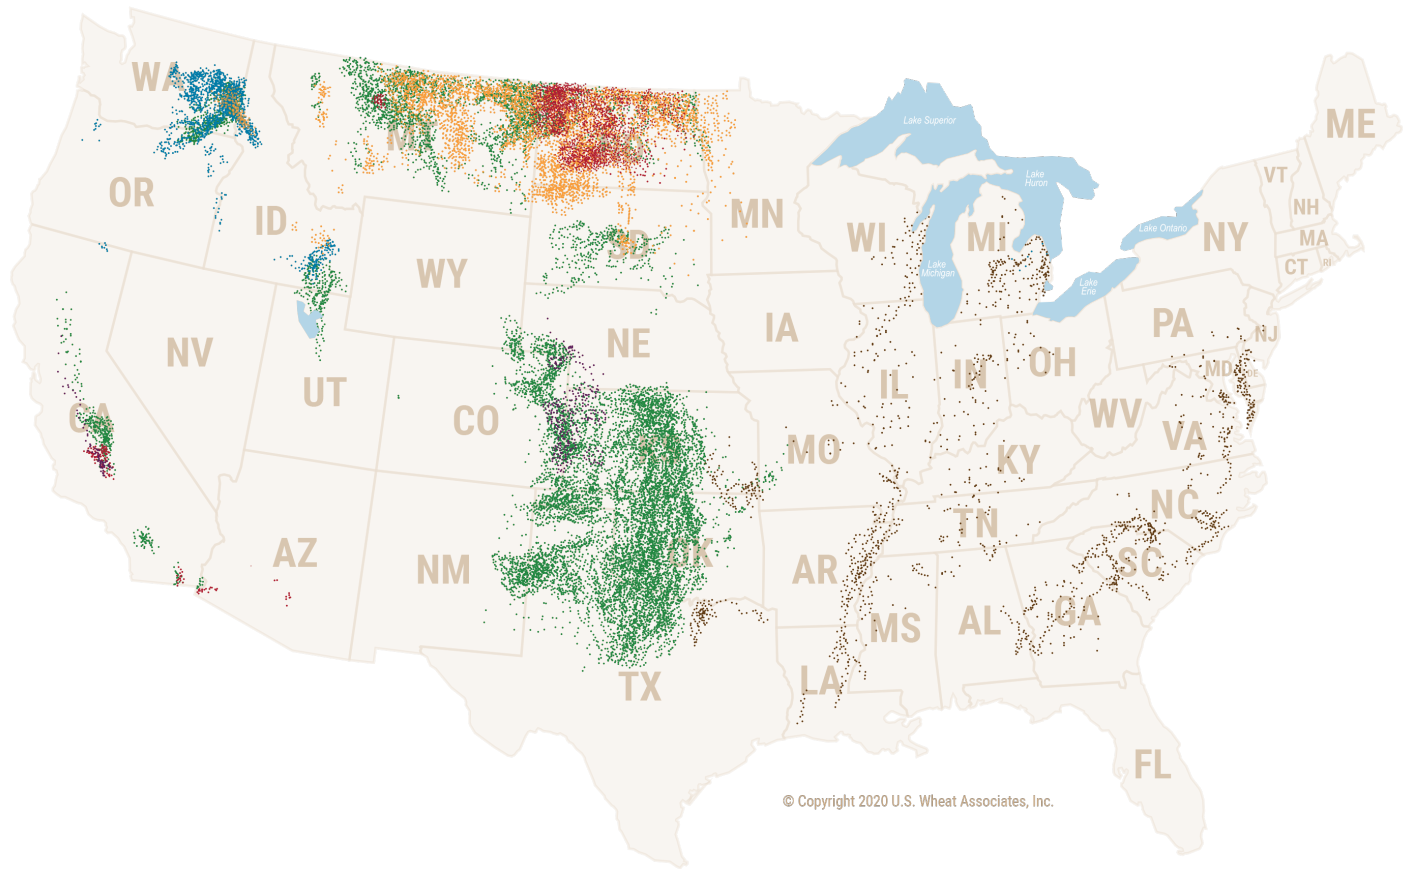 WA
MT
ND
ME
Lake Superior
OR
ID
MN
WI
MI
Lake
Huron
VT
NH
NY
MA
Lake Ontario
CT
RI
SD
WY
Lake
Michigan
Lake
Erie
IA
NE
NV
PA
NJ
OH
IN
IL
MD
DE
UT
CO
CA
WV
VA
MO
KY
NC
TN
AZ
NM
OK
AR
SC
MS
AL
GA
LA
TX
FL
© Copyright 2020 U.S. Wheat Associates, Inc.